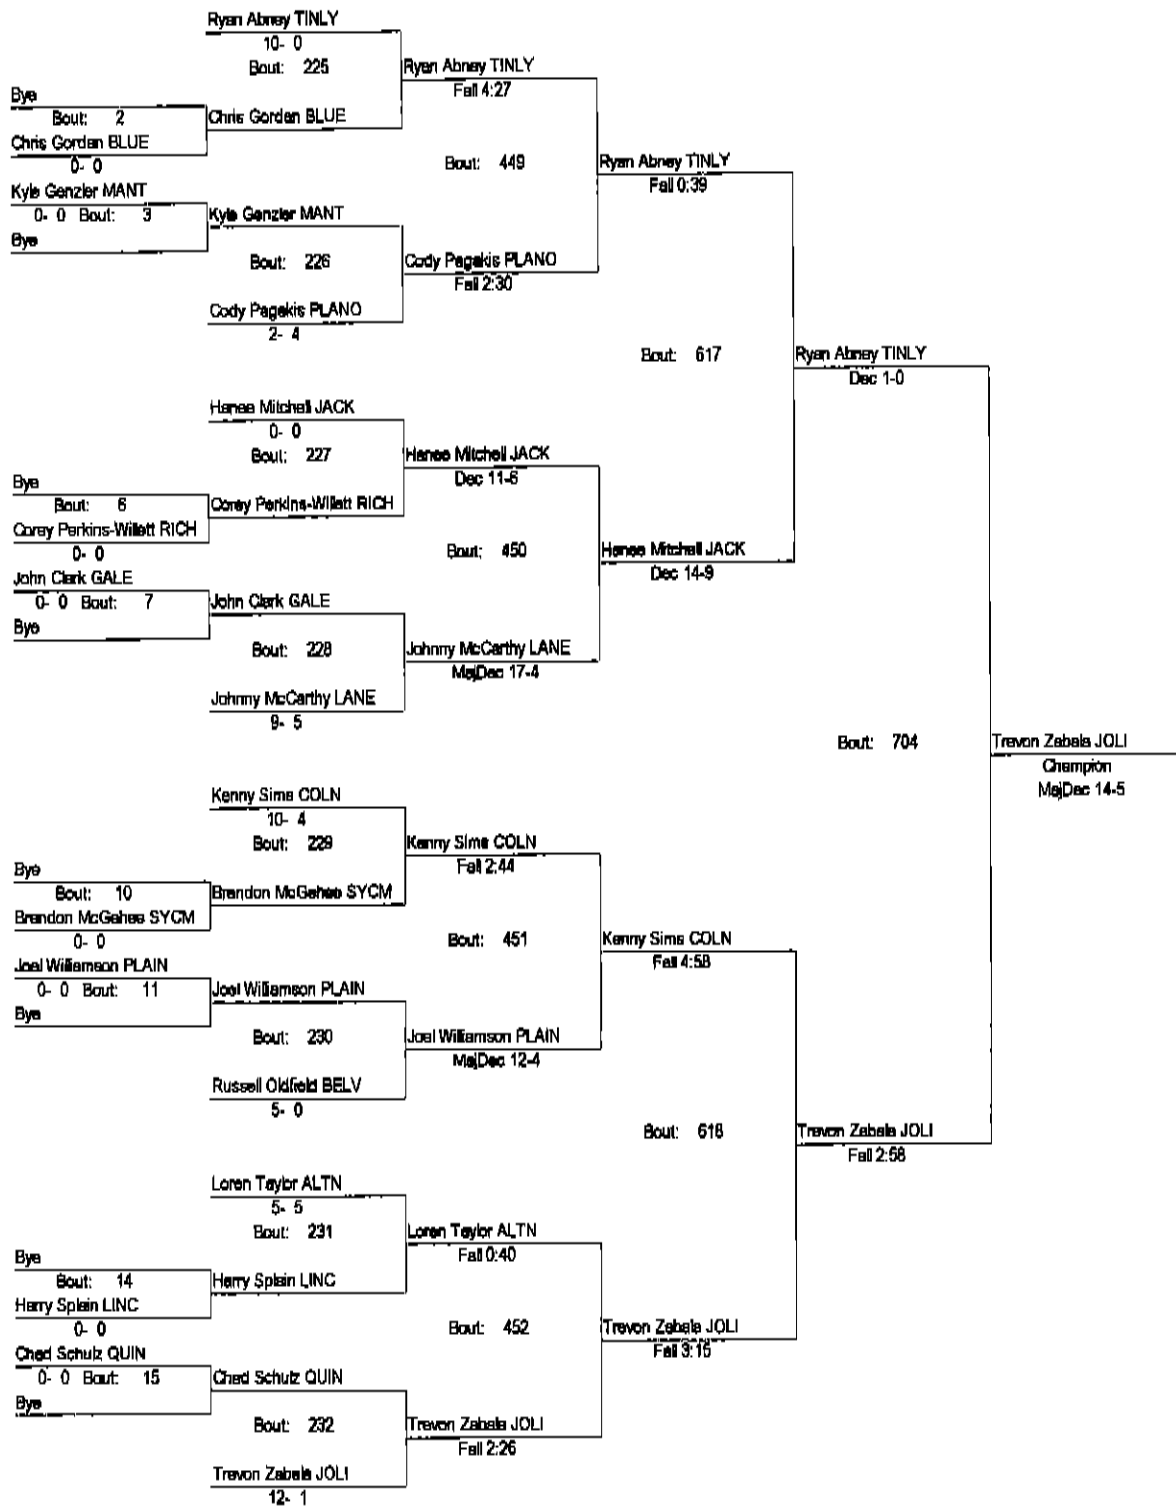 Ryan Abney TINLY
10- 0
Bout: 225
Ryan Abney TINLY
Fall 4:27
Bye
Bout: 2
Chris Gordan BLUE
Chris Gordan BLUE
0- 0
Bout: 449
Ryan Abney TINLY
Fall 0:39
Kyle Genzler MANT
0- 0 Bout: 3
Kyle Genzler MANT
Bye
Bout: 226
Cody Pagakis PLANO
Fall 2:30
Cody Pagakis PLANO
2- 4
Bout: 617
Ryan Abney TINLY
Dec 1-0
Hanee Mitchell JACK
0- 0
Bout: 227
Hanee Mitchell JACK
Dec 11-6
Bye
Bout: 6
Corey Perkins-Willett RICH
Corey Perkins-Willett RICH
0- 0
Bout: 450
Hanee Mitchell JACK
Dec 14-9
John Clark GALE
0- 0 Bout: 7
John Clark GALE
Bye
Bout: 228
Johnny McCarthy LANE
MajDec 17-4
Johnny McCarthy LANE
9- 5
Bout: 704
Trevon Zabala JOLI
Champion
MajDec 14-5
Kenny Sims COLN
10- 4
Bout: 229
Kenny Sims COLN
Fall 2:44
Bye
Bout: 10
Brandon McGehee SYCM
Brandon McGehee SYCM
0- 0
Bout: 451
Kenny Sims COLN
Fall 4:58
Joel Williamson PLAIN
0- 0 Bout: 11
Joel Williamson PLAIN
Bye
Bout: 230
Joel Williamson PLAIN
MajDec 12-4
Russell Oldfield BELV
5- 0
Bout: 618
Trevon Zabala JOLI
Fall 2:58
Loren Taylor ALTN
5- 5
Bout: 231
Loren Taylor ALTN
Fall 0:40
Bye
Bout: 14
Harry Splain LINC
Harry Splain LINC
0- 0
Bout: 452
Trevon Zabala JOLI
Fall 3:15
Chad Schulz QUIN
0- 0 Bout: 15
Chad Schulz QUIN
Bye
Bout: 232
Trevon Zabala JOLI
Fall 2:26
Trevon Zabala JOLI
12- 1